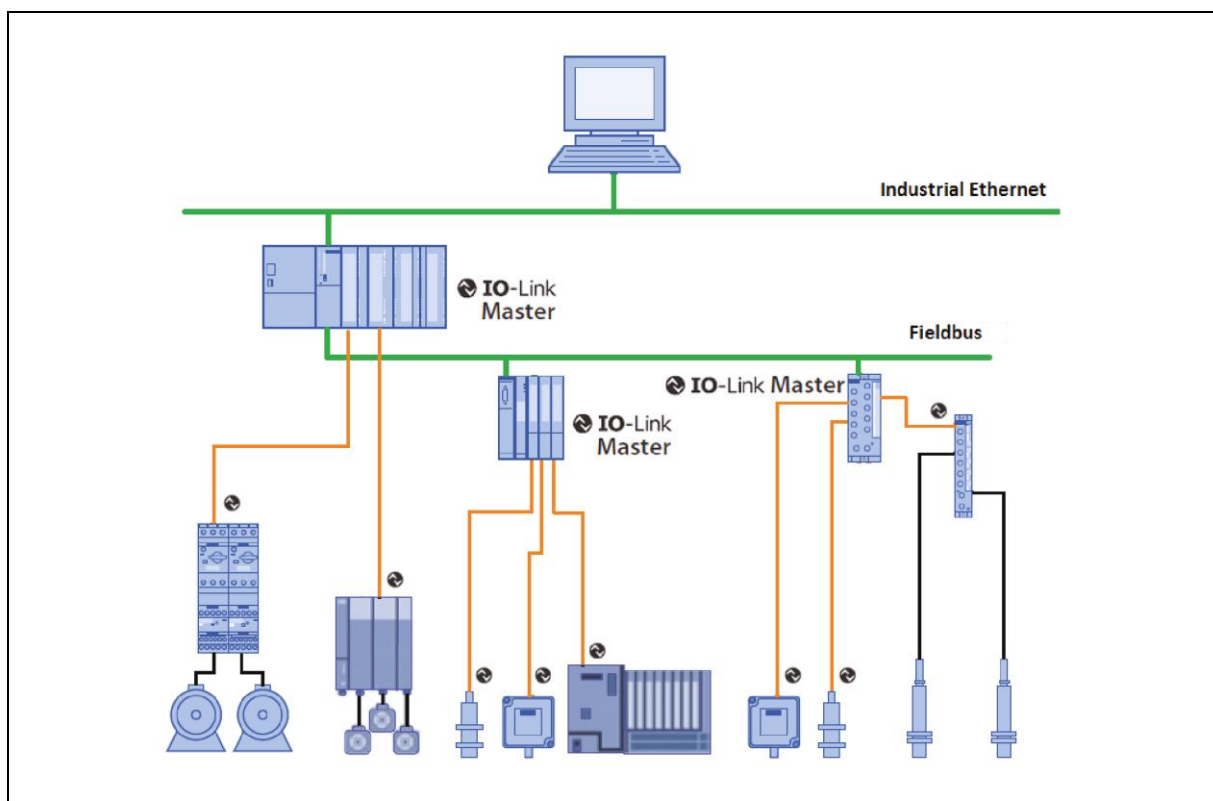 Industrial Ethernet
IO-Link
Master
Fieldbus
IO-Link Master
IO-Link
Master